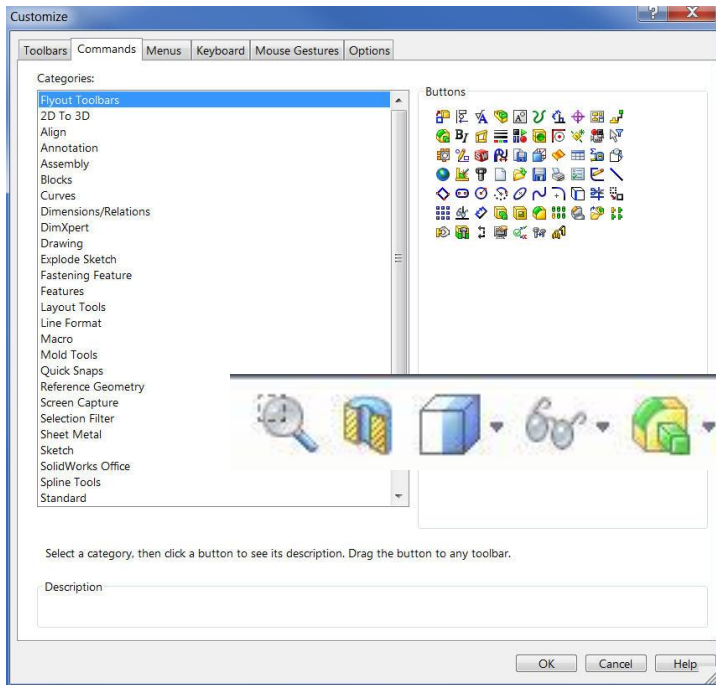 Customize
Toolbars Commands Menus Keyboard Mouse Gestures Options
Categories:
Buttons
Flyout Toolbars
2D To 3D
Align
Annotation
Assembly
Blocks
Curves
Dimensions/Relations
DimXpert
Drawing
Explode Sketch
Fastening Feature
Features
Layout Tools
Line Format
Macro
Mold Tools
Quick Snaps
Reference Geometry
Screen Capture
Selection Filter
Sheet Metal
Sketch
SolidWorks Office
Spline Tools
Standard
Select a category, then click a button to see its description. Drag the button to any toolbar.
Description
OK Cancel Help